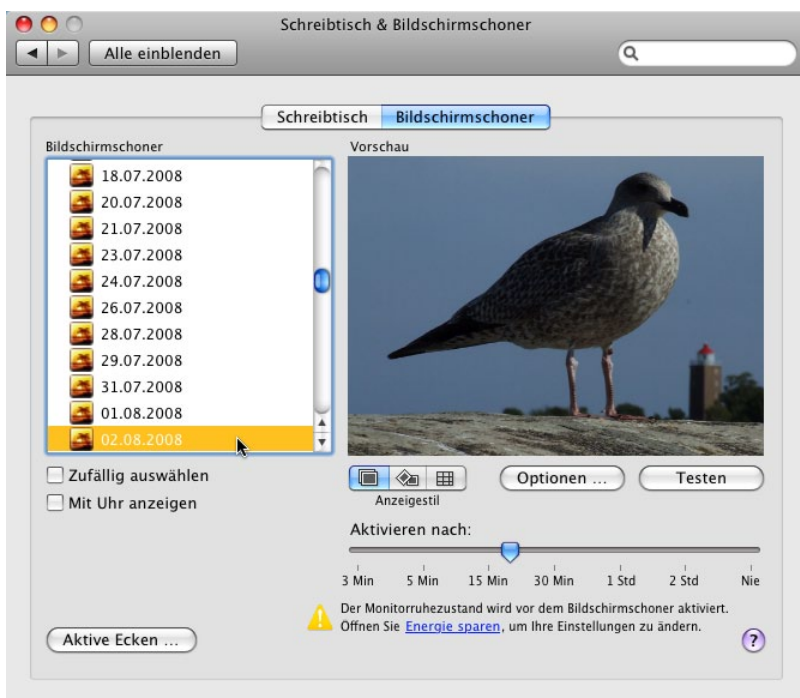 Schreibtisch & Bildschirmschoner
Alle einblenden
Schreibtisch
Bildschirmschoner
Bildschirmschoner
18.07.2008
20.07.2008
21.07.2008
23.07.2008
24.07.2008
26.07.2008
28.07.2008
29.07.2008
31.07.2008
01.08.2008
02.08.2008
Zufällig auswählen
Mit Uhr anzeigen
Vorschau
Anzeigestil
Optionen ...
Testen
Aktivieren nach:
3 Min 5 Min 15 Min 30 Min 1 Std 2 Std Nie
Der Monitorruhezustand wird vor dem Bildschirmschoner aktiviert.
Öffnen Sie Energie sparen, um Ihre Einstellungen zu ändern.
Aktive Ecken ...
?